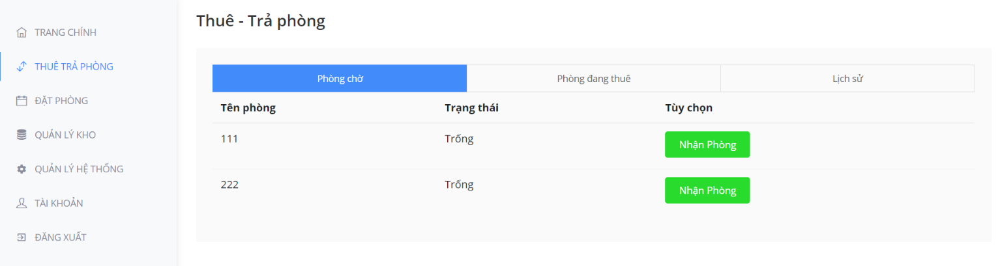 Thuê - Trả phòng
TRANG CHÍNH
THUÊ TRẢ PHÒNG
ĐẶT PHÒNG
QUẢN LÝ KHO
QUẢN LÝ HỆ THỐNG
TÀI KHOẢN
ĐĂNG XUẤT
Phòng chờ Phòng đang thuê Lịch sử
Tên phòng Trạng thái Tùy chọn
111 Trống Nhận Phòng
222 Trống Nhận Phòng